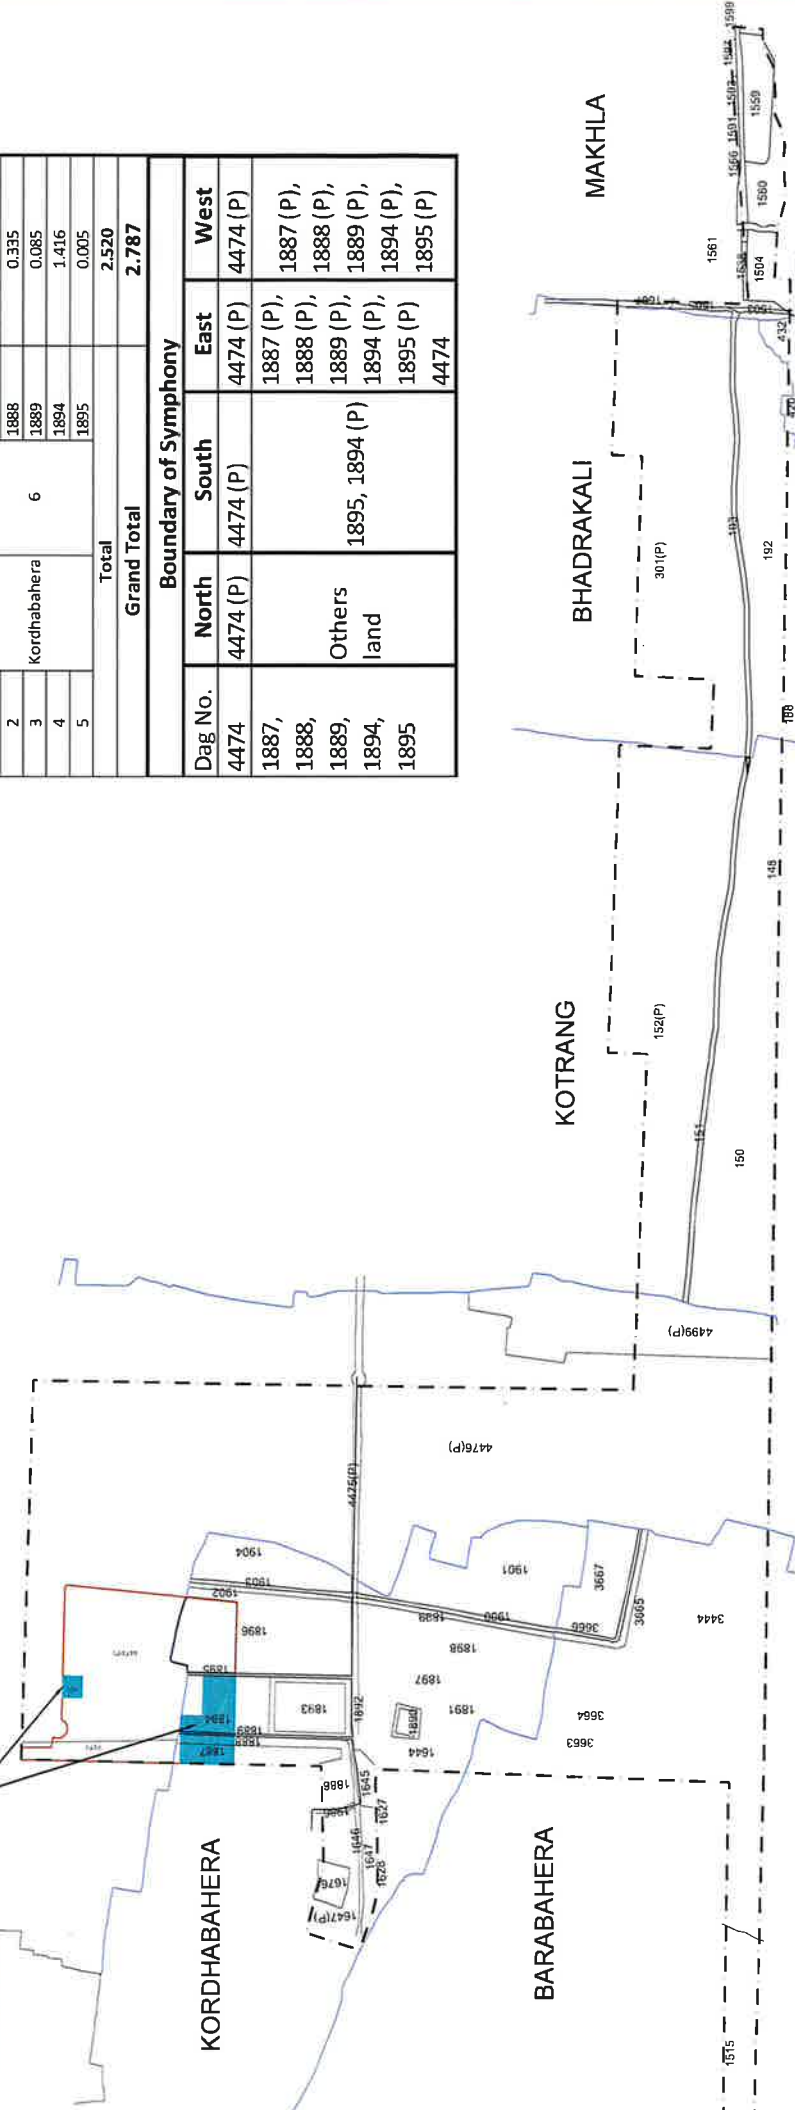 2 1888 0.335
3 Kordhabahera 6 1889 0.085
4 1894 1.416
5 1895 0.005
Total 2.520
Grand Total 2.787
Boundary of Symphony
Dag No. North South East West
4474 4474 (P) 4474 (P) 4474 (P) 4474 (P)
1887, 1888, 1889, 1894, 1895
Others land
1895, 1894 (P)
1887 (P), 1888 (P), 1889 (P), 1894 (P), 1895 (P) 4474
1887 (P), 1888 (P), 1889 (P), 1894 (P), 1895 (P)
KORDHABAHERA
BARABAHERA
KOTRANG
BHADRAKALI
MAKHLA
1904
1903
1902
1896
1895
1894
1889
1887
1893
1892
1886
1645
1646
1647
1627
1628
1676
1647(P)
1644
1890
1891
1897
1898
1899
1900
1901
3666
3667
3665
3444
3664
3663
1515
4475(P)
4476(P)
4499(P)
151
150
152(P)
148
188
301(P)
193
192
432
1561
1504
1560
1559
1566
1591
1599